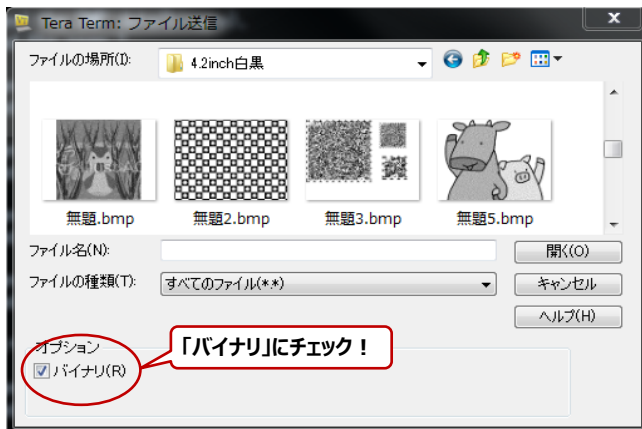 Tera Term: ファイル送信
ファイルの場所(I):
4.2inch白黒
無題.bmp
無題2.bmp
無題3.bmp
無題5.bmp
ファイル名(N):
開く(O)
ファイルの種類(T):
すべてのファイル(*.*)
キャンセル
ヘルプ(H)
オプション
「バイナリ」にチェック！
バイナリ(R)